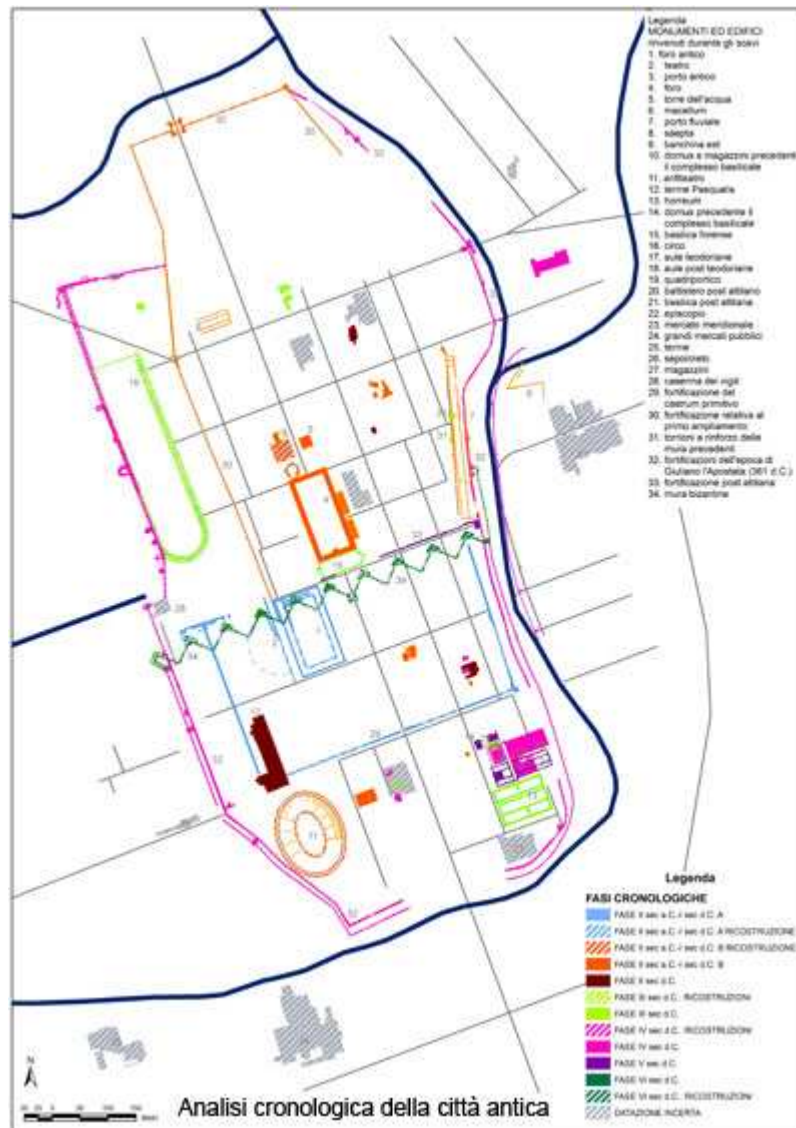 Legenda
MONUMENTI ED EDIFICI
rinvenuti durante gli scavi
1. foro antico
2. teatro
3. porto antico
4. foro
5. torre dell'acqua
6. macellum
7. porto fluviale
8. saepta
9. banchina est
10. domus e magazzini precedenti
il complesso basilicale
11. anfiteatro
12. terme Pasqualis
13. horreum
14. domus precedente il
complesso basilicale
15. basilica forense
16. circo
17. aule teodoriane
18. aule post teodoriane
19. quadriportico
20. battistero post attilano
21. basilica post attilana
22. episcopio
23. mercato meridionale
24. grandi mercati pubblici
25. terme
26. sepolcreto
27. magazzini
28. caserma dei vigili
29. fortificazione del
castrum primitivo
30. fortificazione relativa al
primo ampliamento
31. torrioni e rinforzo delle
mura precedenti
32. fortificazioni dell'epoca di
Giuliano l'Apostata (361 d.C.)
33. fortificazione post attilana
34. mura bizantine
Legenda
FASI CRONOLOGICHE
FASE II sec a.C.-I sec d.C. A
FASE II sec a.C.-I sec d.C. A RICOSTRUZIONE
FASE II sec a.C.-I sec d.C. B RICOSTRUZIONE
FASE II sec a.C.-I sec d.C. B
FASE II sec d.C.
FASE III sec d.C. RICOSTRUZIONI
FASE III sec d.C.
FASE IV sec d.C. RICOSTRUZIONI
FASE IV sec d.C.
FASE V sec d.C.
FASE VI sec d.C.
FASE VI sec d.C. RICOSTRUZIONI
DATAZIONE INCERTA
N
Analisi cronologica della città antica